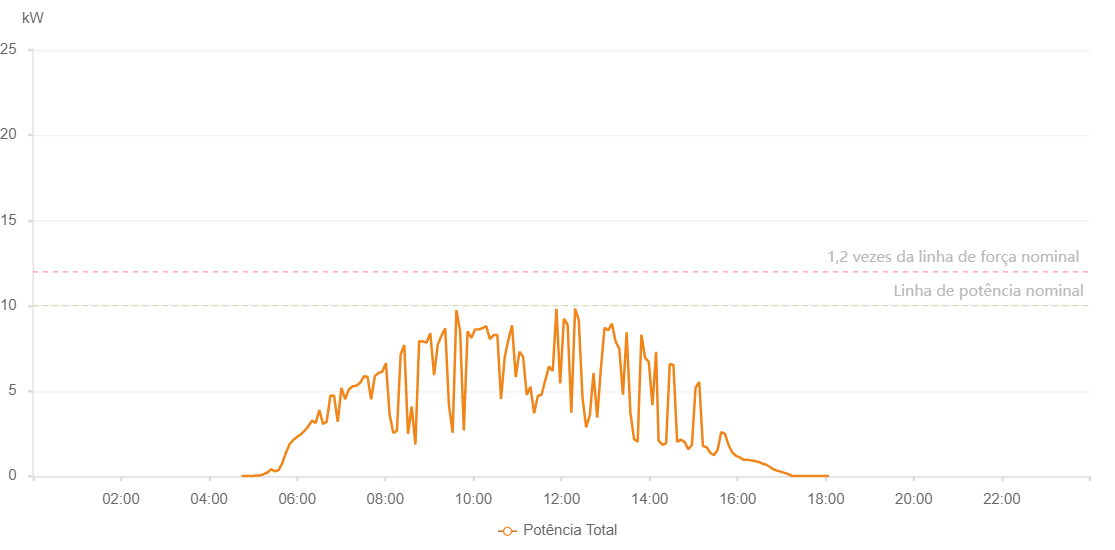 kW
25
20
15
1,2 vezes da linha de força nominal
Linha de potência nominal
10
5
0
02:00 04:00 06:00 08:00 10:00 12:00 14:00 16:00 18:00 20:00 22:00
Potência Total